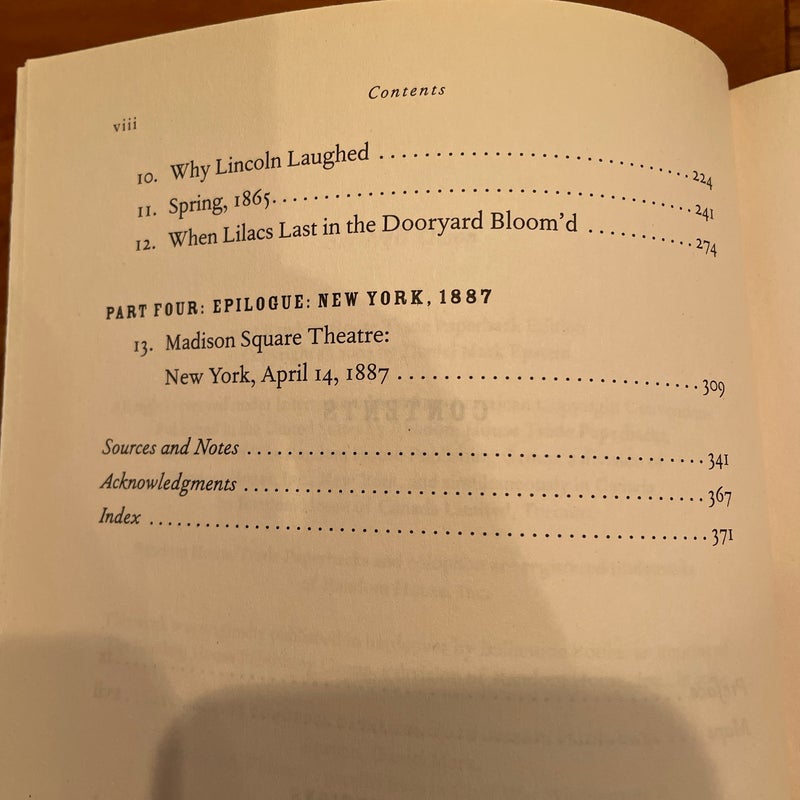 Contents
viii
10. Why Lincoln Laughed ........................ 224
11. Spring, 1865. ........................ 241
12. When Lilacs Last in the Dooryard Bloom'd ............ 274
PART FOUR: EPILOGUE: NEW YORK, 1887
13. Madison Square Theatre:
New York, April 14, 1887 ........................ 309
Sources and Notes ........................ 341
Acknowledgments ........................ 367
Index ........................ 371